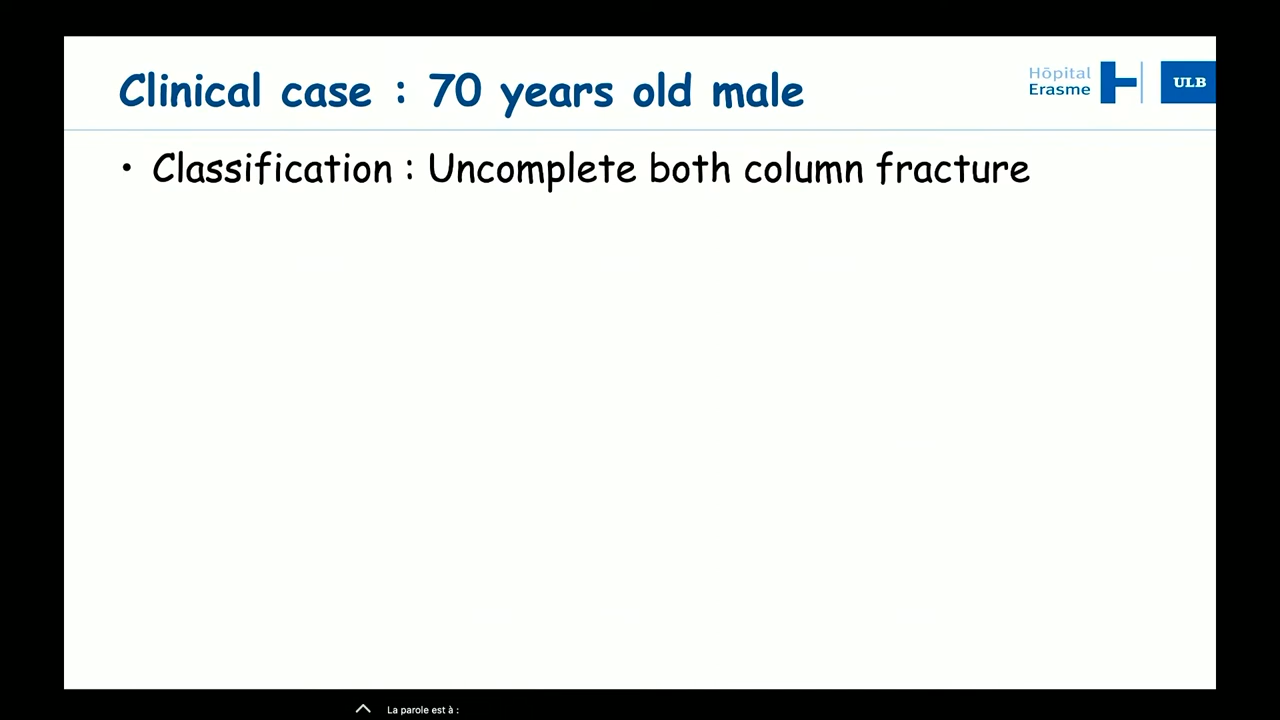 Clinical case : 70 years old male
Hôpital
Erasme
ULB
• Classification : Uncomplete both column fracture
La parole est à :